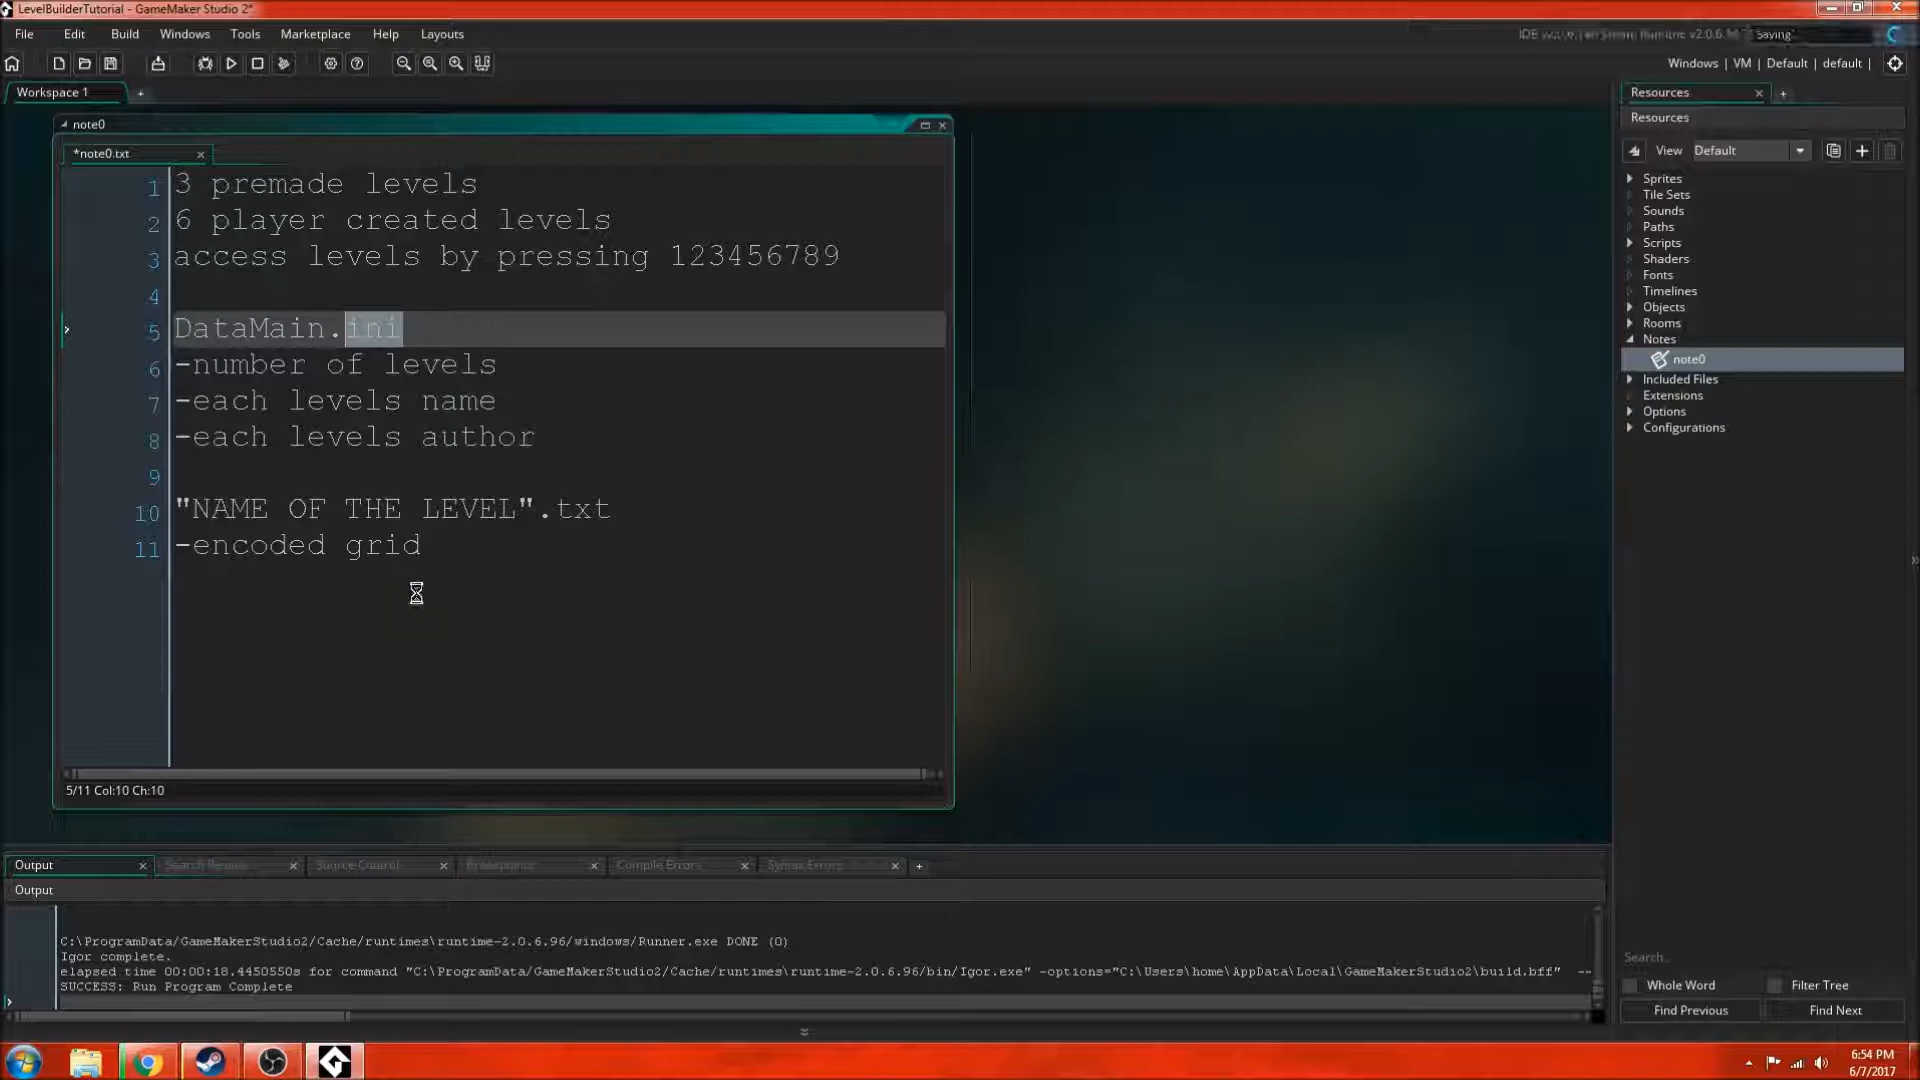 LevelBuilderTutorial - GameMaker Studio 2*
File Edit Build Windows Tools Marketplace Help Layouts
Saving
Windows | VM | Default | default |
Workspace 1
Resources
Resources
View Default
note0
*note0.txt
1 3 premade levels
2 6 player created levels
3 access levels by pressing 123456789
4
5 DataMain.ini
6 -number of levels
7 -each levels name
8 -each levels author
9
10 "NAME OF THE LEVEL".txt
11 -encoded grid
5/11 Col:10 Ch:10
Sprites
Tile Sets
Sounds
Paths
Scripts
Shaders
Fonts
Timelines
Objects
Rooms
Notes
note0
Included Files
Extensions
Options
Configurations
Search...
Whole Word Filter Tree
Find Previous Find Next
Output Source Control Breakpoints Compile Errors Syntax Errors
Output
C:\ProgramData/GameMakerStudio2/Cache/runtimes\runtime-2.0.6.96/windows/Runner.exe DONE (0)
Igor complete.
elapsed time 00:00:18.4450550s for command "C:\ProgramData/GameMakerStudio2/Cache/runtimes\runtime-2.0.6.96/bin/Igor.exe" -options="C:\Users\home\AppData\Local\GameMakerStudio2\build.bff" --
SUCCESS: Run Program Complete
6:54 PM
6/7/2017